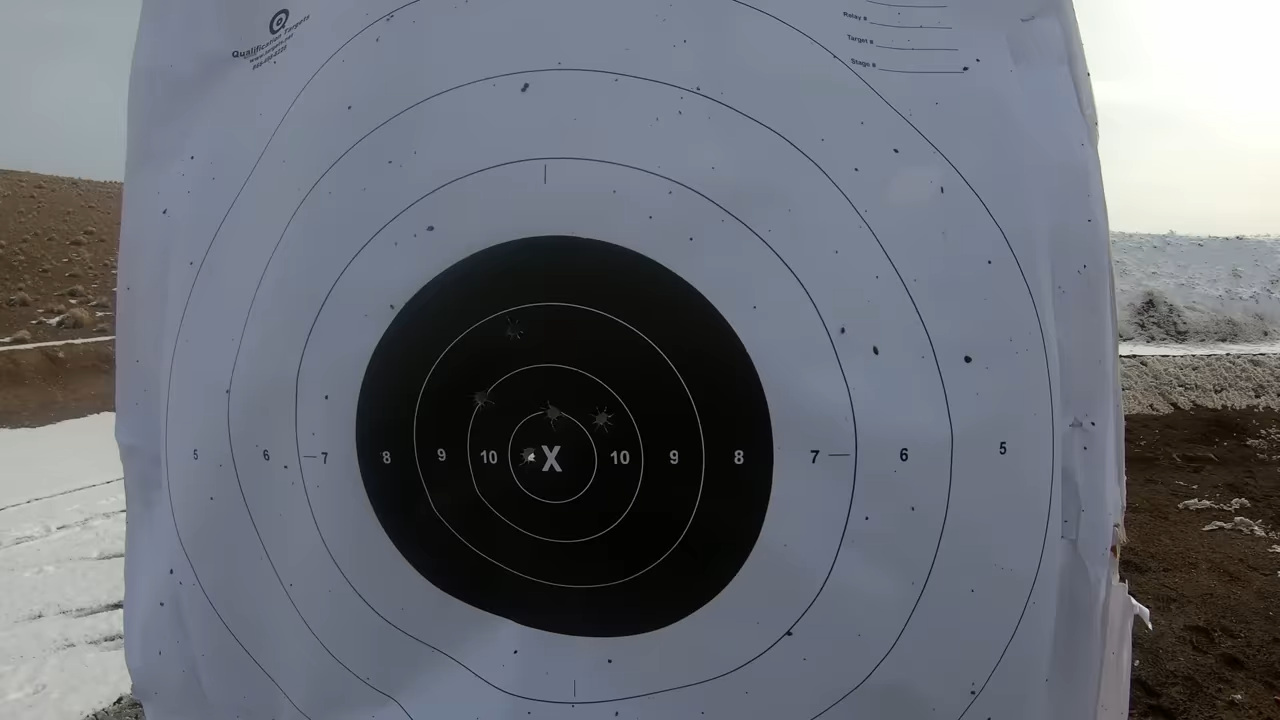 Qualification Targets
Relay #
Target #
Stage #
5 6 7 8 9 10 X 10 9 8 7 6 5